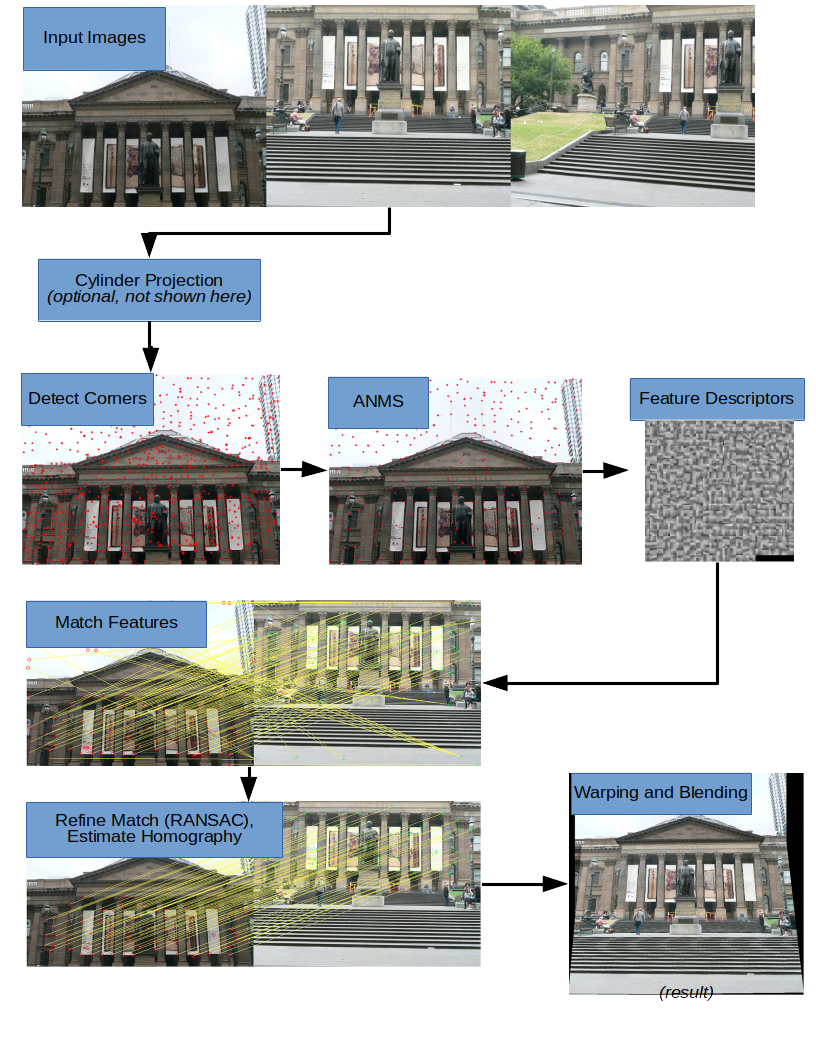 Input Images
Cylinder Projection
(optional, not shown here)
Detect Corners
ANMS
Feature Descriptors
Match Features
Refine Match (RANSAC),
Estimate Homography
Warping and Blending
(result)